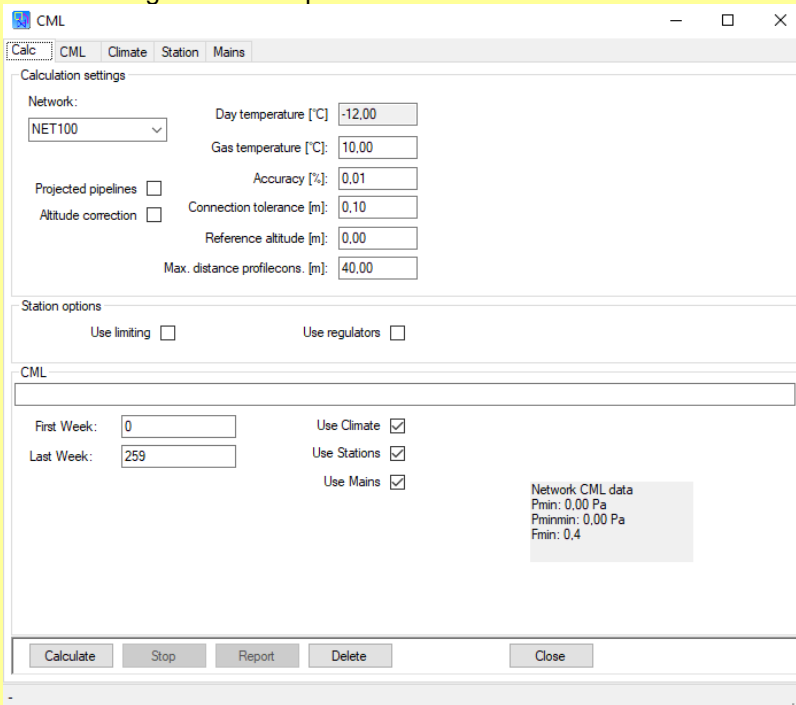 CML
Calc CML Climate Station Mains
Calculation settings
Network:
NET100
Day temperature [°C] -12,00
Gas temperature [°C]: 10,00
Projected pipelines
Accuracy [%]: 0,01
Altitude correction
Connection tolerance [m]: 0,10
Reference altitude [m]: 0,00
Max. distance profilecons. [m]: 40,00
Station options
Use limiting Use regulators
CML
First Week: 0 Use Climate
Last Week: 259 Use Stations
Use Mains
Network CML data
Pmin: 0,00 Pa
Pminmin: 0,00 Pa
Fmin: 0,4
Calculate Stop Report Delete Close
-